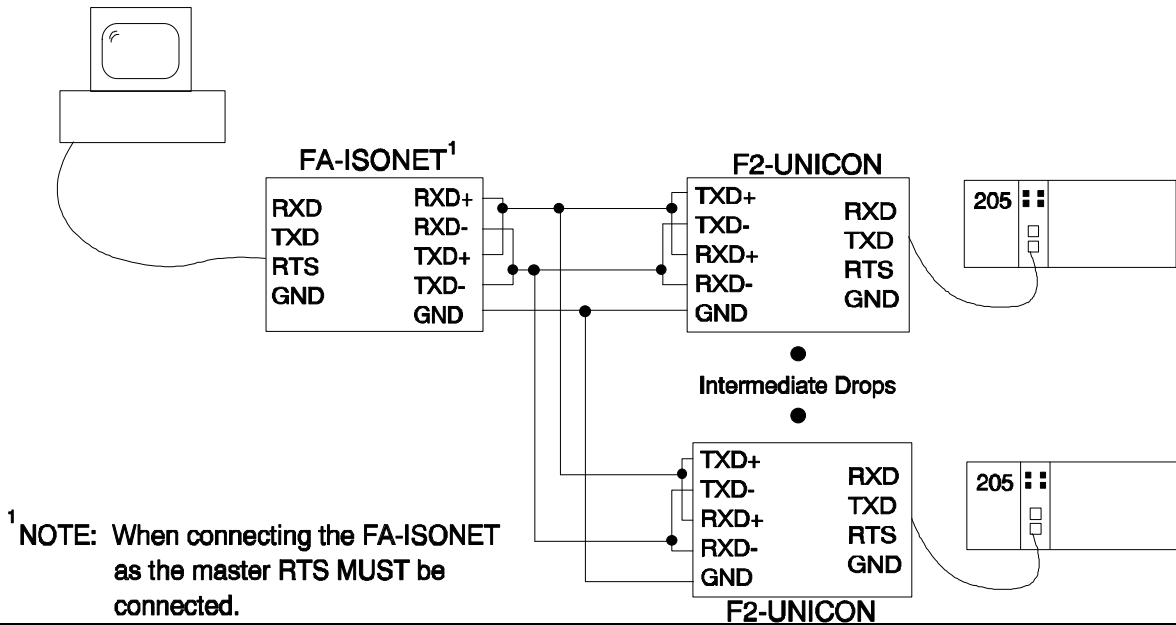 FA-ISONET1
RXD
TXD
RTS
GND
RXD+
RXD-
TXD+
TXD-
GND
F2-UNICON
TXD+
TXD-
RXD+
RXD-
GND
RXD
TXD
RTS
GND
205
Intermediate Drops
TXD+
TXD-
RXD+
RXD-
GND
RXD
TXD
RTS
GND
F2-UNICON
205
1 NOTE: When connecting the FA-ISONET
as the master RTS MUST be
connected.